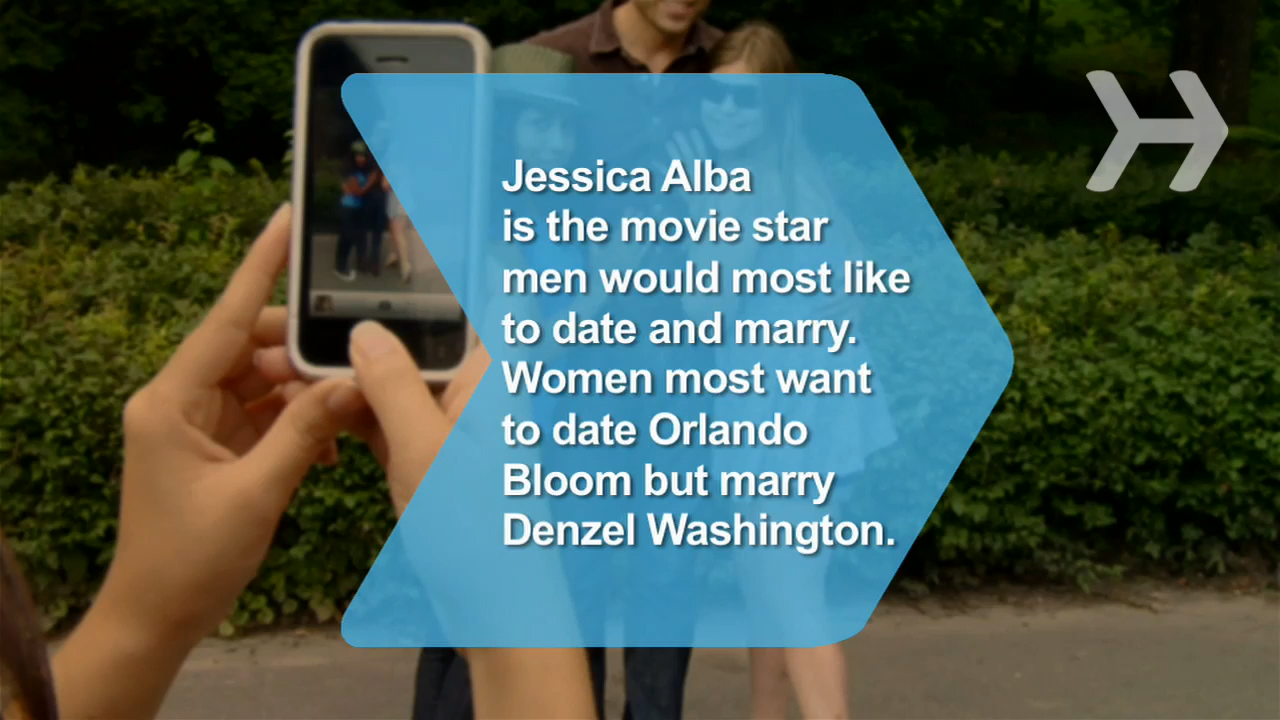 Jessica Alba
is the movie star
men would most like
to date and marry.
Women most want
to date Orlando
Bloom but marry
Denzel Washington.